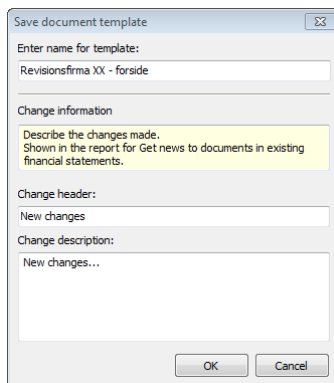 Save document template
Enter name for template:
Revisionsfirma XX - forside
Change information
Describe the changes made.
Shown in the report for Get news to documents in existing
financial statements.
Change header:
New changes
Change description:
New changes...
OK Cancel